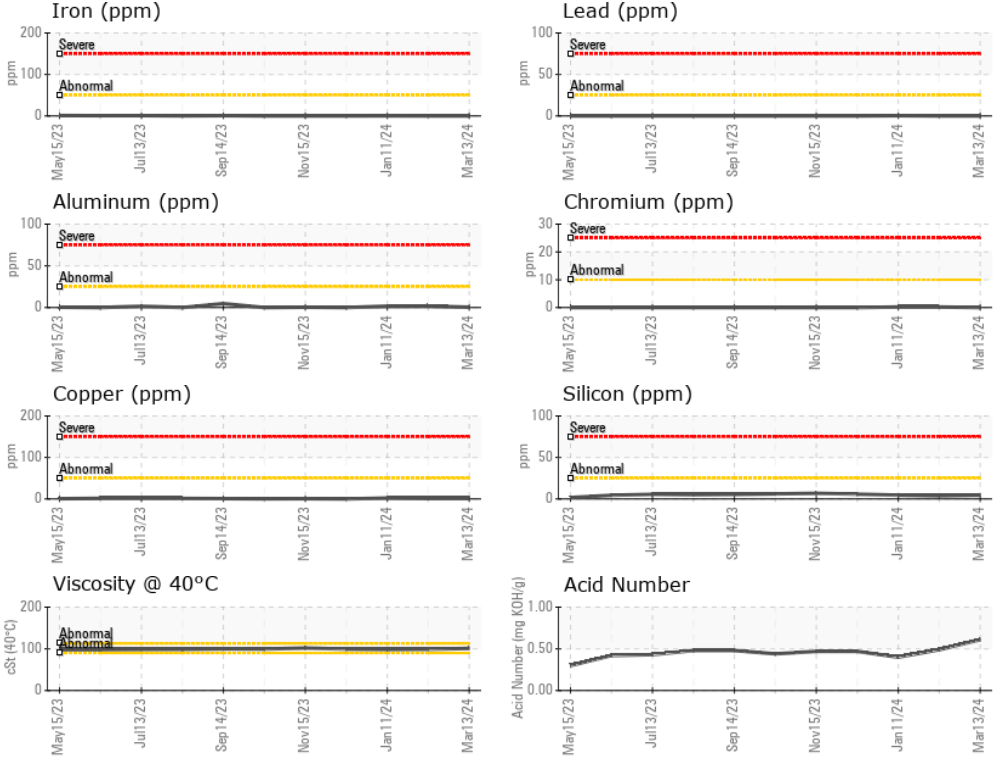 Iron (ppm)
200
100
0
ppm
Severe
Abnormal
May15/23
Jul13/23
Sep14/23
Nov15/23
Jan11/24
Mar13/24
Lead (ppm)
100
50
0
ppm
Severe
Abnormal
May15/23
Jul13/23
Sep14/23
Nov15/23
Jan11/24
Mar13/24
Aluminum (ppm)
100
50
0
ppm
Severe
Abnormal
May15/23
Jul13/23
Sep14/23
Nov15/23
Jan11/24
Mar13/24
Chromium (ppm)
30
20
10
0
ppm
Severe
Abnormal
May15/23
Jul13/23
Sep14/23
Nov15/23
Jan11/24
Mar13/24
Copper (ppm)
200
100
0
ppm
Severe
Abnormal
May15/23
Jul13/23
Sep14/23
Nov15/23
Jan11/24
Mar13/24
Silicon (ppm)
100
50
0
ppm
Severe
Abnormal
May15/23
Jul13/23
Sep14/23
Nov15/23
Jan11/24
Mar13/24
Viscosity @ 40°C
200
100
0
cSt (40°C)
Abnormal
Abnormal
May15/23
Jul13/23
Sep14/23
Nov15/23
Jan11/24
Mar13/24
Acid Number
1.00
0.50
0.00
Acid Number (mg KOH/g)
May15/23
Jul13/23
Sep14/23
Nov15/23
Jan11/24
Mar13/24